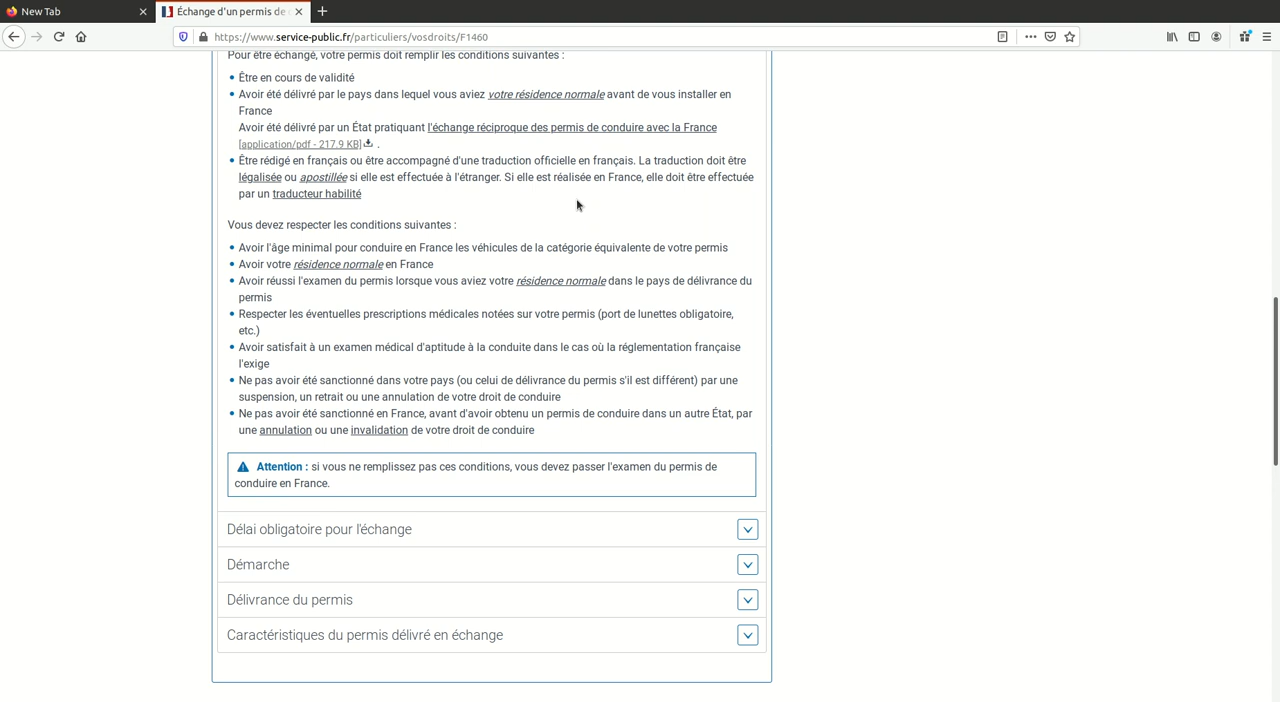 New Tab
Échange d'un permis de
https://www.service-public.fr/particuliers/vosdroits/F1460
Pour être échangé, votre permis doit remplir les conditions suivantes :
Être en cours de validité
Avoir été délivré par le pays dans lequel vous aviez votre résidence normale avant de vous installer en
France
Avoir été délivré par un État pratiquant l'échange réciproque des permis de conduire avec la France
[application/pdf - 217.9 KB] .
Être rédigé en français ou être accompagné d'une traduction officielle en français. La traduction doit être
légalisée ou apostillée si elle est effectuée à l'étranger. Si elle est réalisée en France, elle doit être effectuée
par un traducteur habilité
Vous devez respecter les conditions suivantes :
Avoir l'âge minimal pour conduire en France les véhicules de la catégorie équivalente de votre permis
Avoir votre résidence normale en France
Avoir réussi l'examen du permis lorsque vous aviez votre résidence normale dans le pays de délivrance du
permis
Respecter les éventuelles prescriptions médicales notées sur votre permis (port de lunettes obligatoire,
etc.)
Avoir satisfait à un examen médical d'aptitude à la conduite dans le cas où la réglementation française
l'exige
Ne pas avoir été sanctionné dans votre pays (ou celui de délivrance du permis s'il est différent) par une
suspension, un retrait ou une annulation de votre droit de conduire
Ne pas avoir été sanctionné en France, avant d'avoir obtenu un permis de conduire dans un autre État, par
une annulation ou une invalidation de votre droit de conduire
Attention : si vous ne remplissez pas ces conditions, vous devez passer l'examen du permis de
conduire en France.
Délai obligatoire pour l'échange
Démarche
Délivrance du permis
Caractéristiques du permis délivré en échange